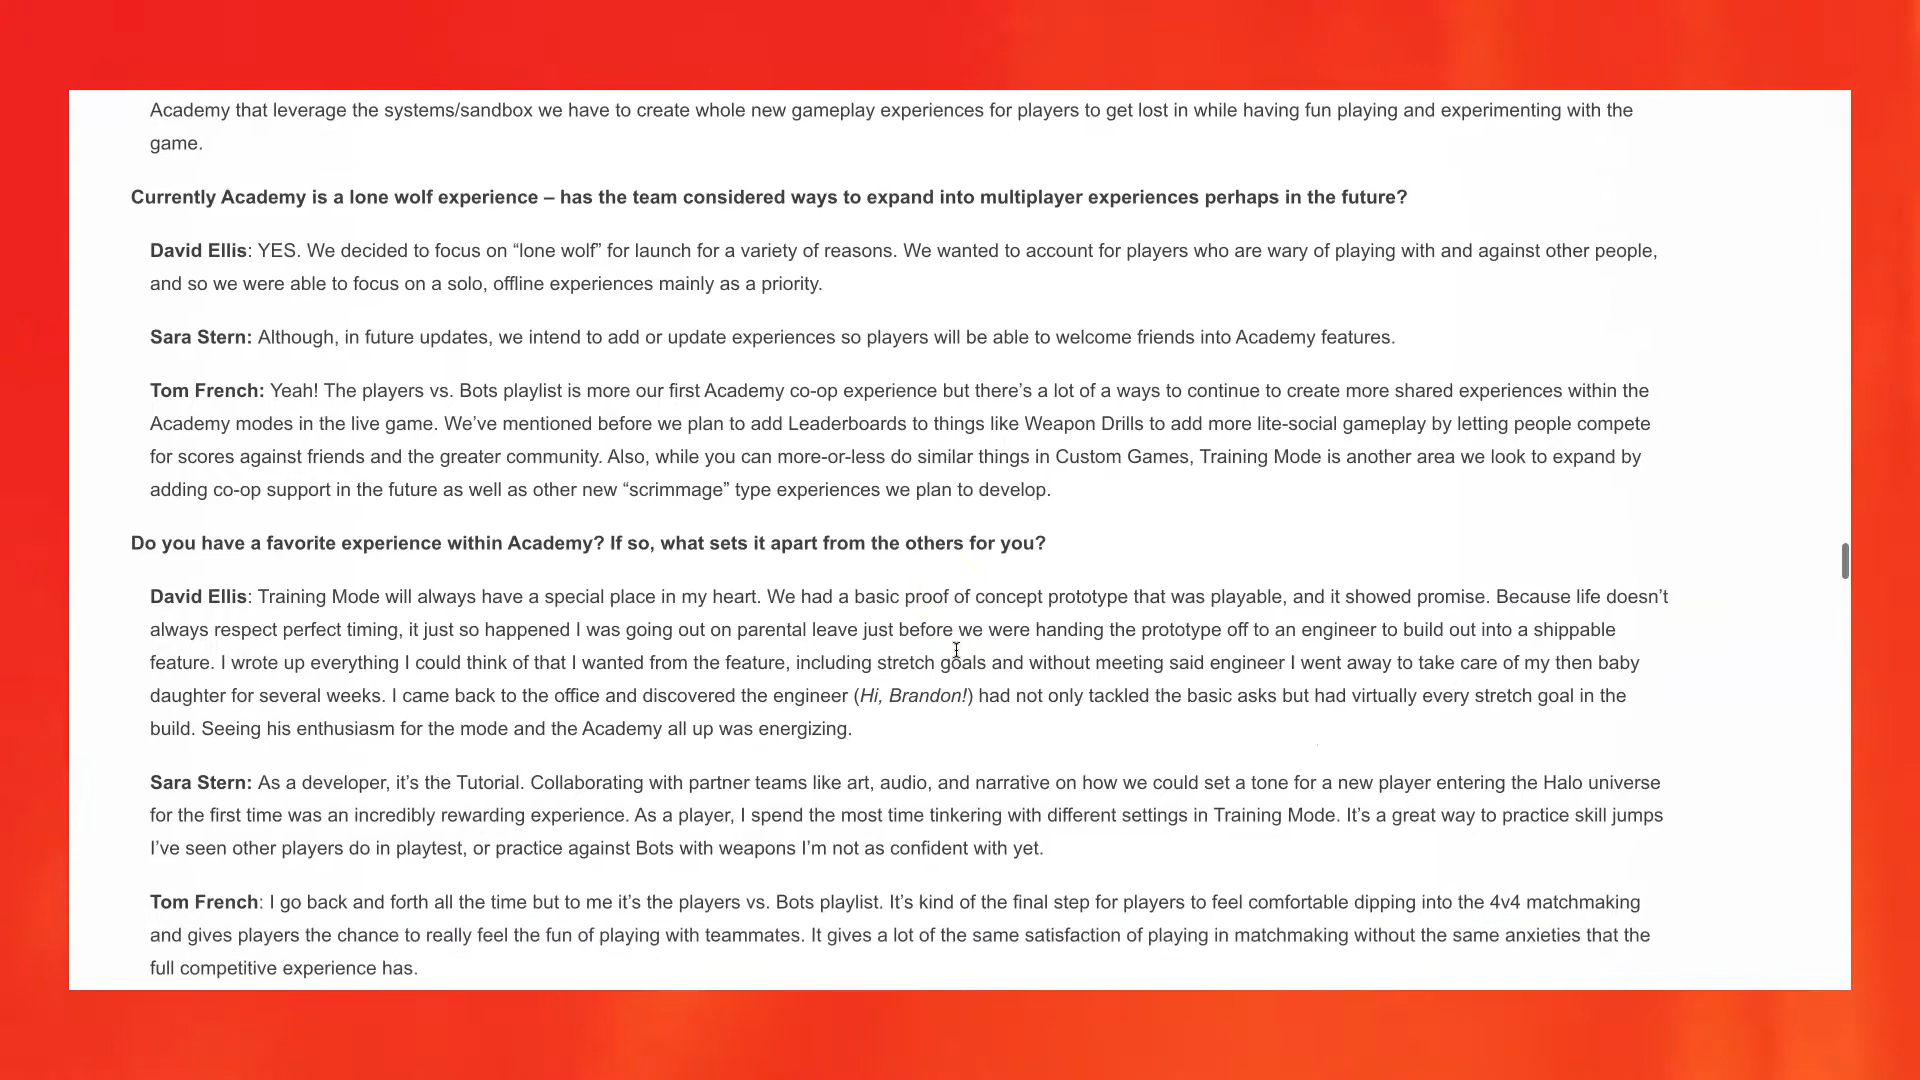 Academy that leverage the systems/sandbox we have to create whole new gameplay experiences for players to get lost in while having fun playing and experimenting with the
game.
Currently Academy is a lone wolf experience – has the team considered ways to expand into multiplayer experiences perhaps in the future?
David Ellis: YES. We decided to focus on “lone wolf” for launch for a variety of reasons. We wanted to account for players who are wary of playing with and against other people,
and so we were able to focus on a solo, offline experiences mainly as a priority.
Sara Stern: Although, in future updates, we intend to add or update experiences so players will be able to welcome friends into Academy features.
Tom French: Yeah! The players vs. Bots playlist is more our first Academy co-op experience but there’s a lot of a ways to continue to create more shared experiences within the
Academy modes in the live game. We’ve mentioned before we plan to add Leaderboards to things like Weapon Drills to add more lite-social gameplay by letting people compete
for scores against friends and the greater community. Also, while you can more-or-less do similar things in Custom Games, Training Mode is another area we look to expand by
adding co-op support in the future as well as other new “scrimmage” type experiences we plan to develop.
Do you have a favorite experience within Academy? If so, what sets it apart from the others for you?
David Ellis: Training Mode will always have a special place in my heart. We had a basic proof of concept prototype that was playable, and it showed promise. Because life doesn’t
always respect perfect timing, it just so happened I was going out on parental leave just before we were handing the prototype off to an engineer to build out into a shippable
feature. I wrote up everything I could think of that I wanted from the feature, including stretch goals and without meeting said engineer I went away to take care of my then baby
daughter for several weeks. I came back to the office and discovered the engineer (Hi, Brandon!) had not only tackled the basic asks but had virtually every stretch goal in the
build. Seeing his enthusiasm for the mode and the Academy all up was energizing.
Sara Stern: As a developer, it’s the Tutorial. Collaborating with partner teams like art, audio, and narrative on how we could set a tone for a new player entering the Halo universe
for the first time was an incredibly rewarding experience. As a player, I spend the most time tinkering with different settings in Training Mode. It’s a great way to practice skill jumps
I’ve seen other players do in playtest, or practice against Bots with weapons I’m not as confident with yet.
Tom French: I go back and forth all the time but to me it’s the players vs. Bots playlist. It’s kind of the final step for players to feel comfortable dipping into the 4v4 matchmaking
and gives players the chance to really feel the fun of playing with teammates. It gives a lot of the same satisfaction of playing in matchmaking without the same anxieties that the
full competitive experience has.